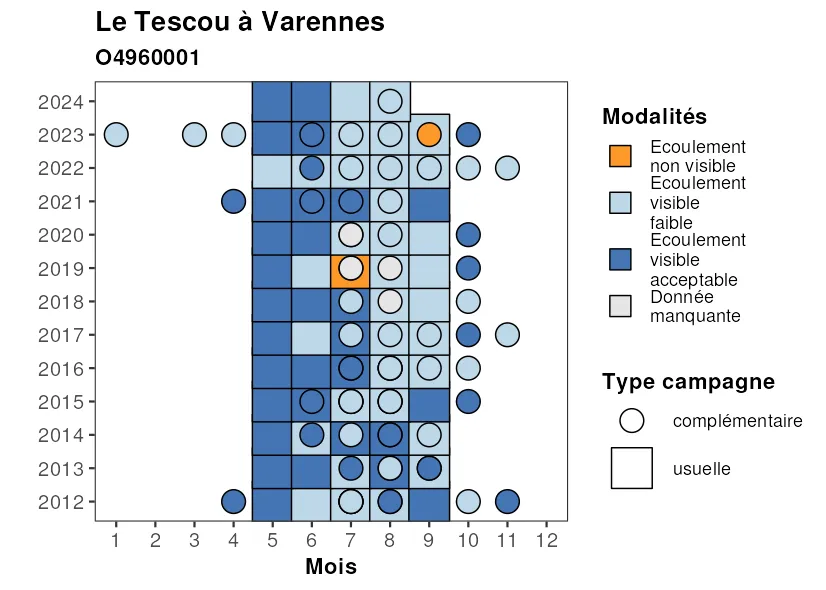 Le Tescou à Varennes
O4960001
2024
2023
2022
2021
2020
2019
2018
2017
2016
2015
2014
2013
2012
1 2 3 4 5 6 7 8 9 10 11 12
Mois
Modalités
Ecoulement
non visible
Ecoulement
visible
faible
Ecoulement
visible
acceptable
Donnée
manquante
Type campagne
complémentaire
usuelle